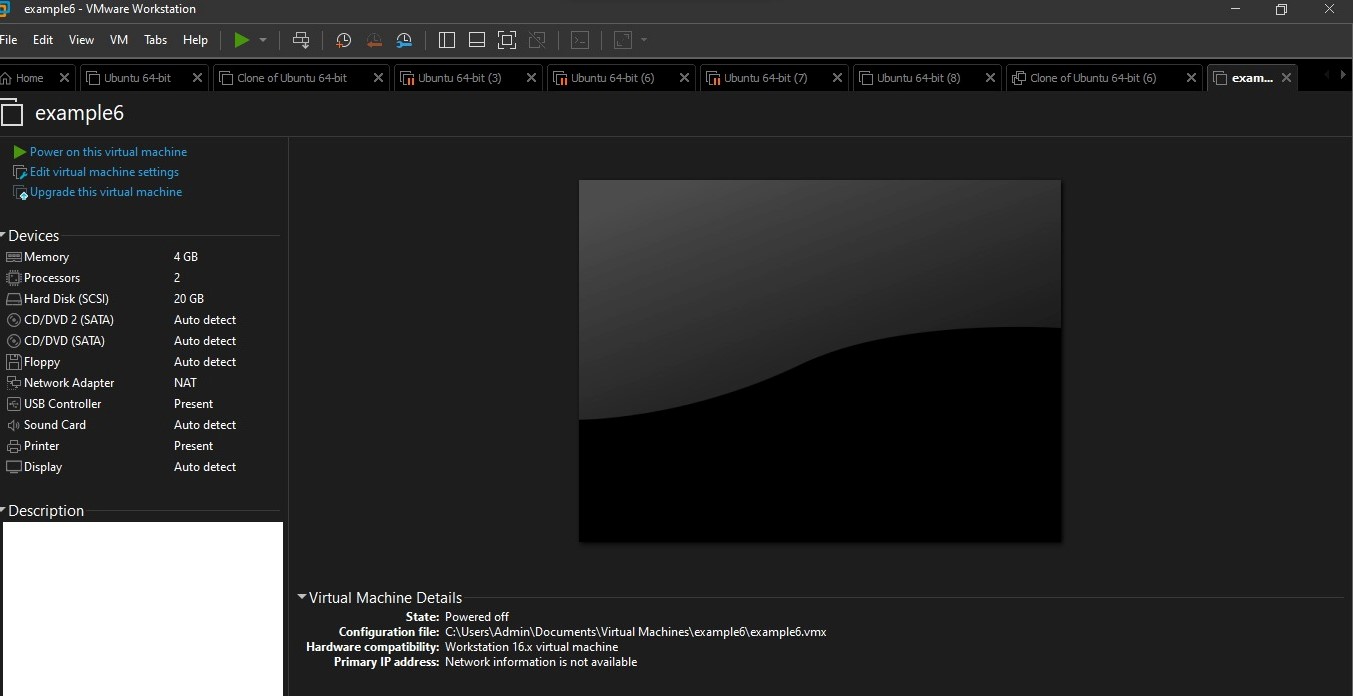 example6 - VMware Workstation
File Edit View VM Tabs Help
Home Ubuntu 64-bit Clone of Ubuntu 64-bit Ubuntu 64-bit (3) Ubuntu 64-bit (6) Ubuntu 64-bit (7) Ubuntu 64-bit (8) Clone of Ubuntu 64-bit (6) exam...
example6
Power on this virtual machine
Edit virtual machine settings
Upgrade this virtual machine
Devices
Memory 4 GB
Processors 2
Hard Disk (SCSI) 20 GB
CD/DVD 2 (SATA) Auto detect
CD/DVD (SATA) Auto detect
Floppy Auto detect
Network Adapter NAT
USB Controller Present
Sound Card Auto detect
Printer Present
Display Auto detect
Description
Virtual Machine Details
State: Powered off
Configuration file: C:\Users\Admin\Documents\Virtual Machines\example6\example6.vmx
Hardware compatibility: Workstation 16.x virtual machine
Primary IP address: Network information is not available